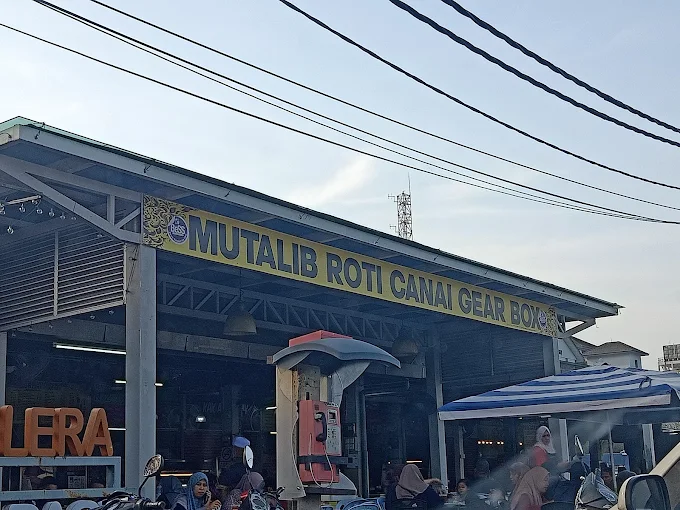 MUTALIB ROTI CANAI GEAR BOX
LERA